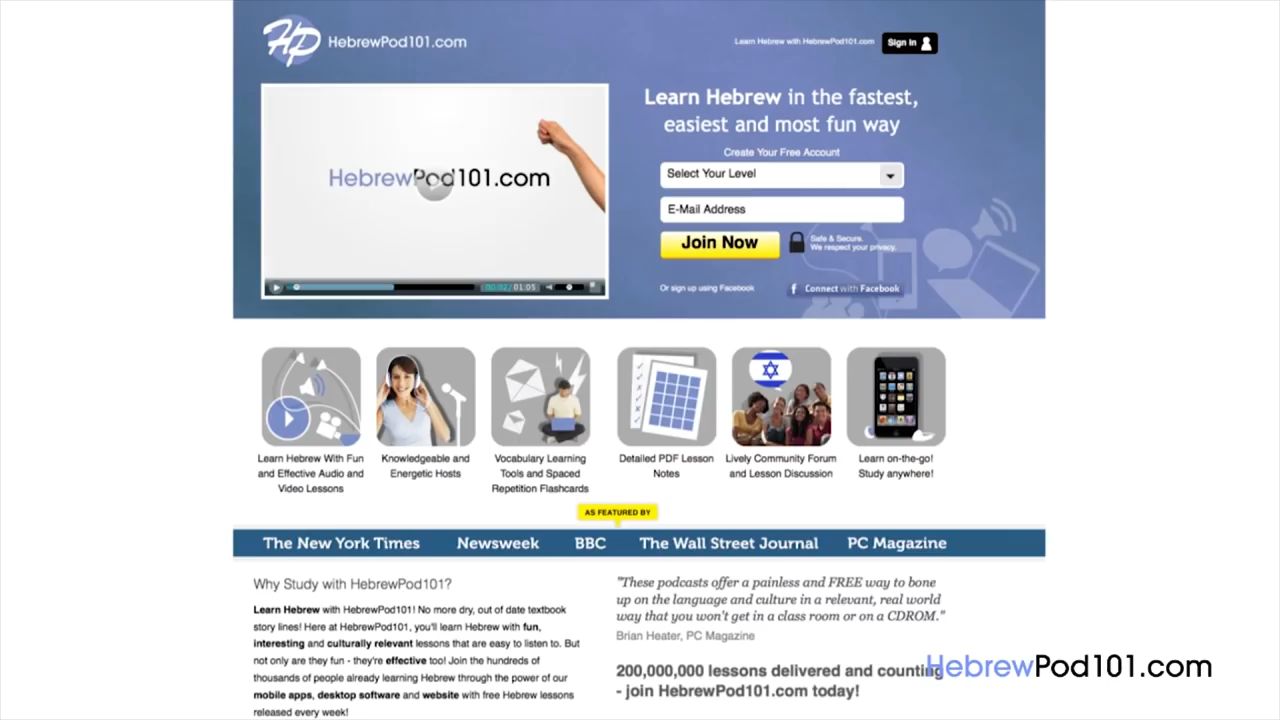 HP HebrewPod101.com
Learn Hebrew with HebrewPod101.com
Sign In
HebrewPod101.com
00:02/01:05
Learn Hebrew in the fastest,
easiest and most fun way
Create Your Free Account
Select Your Level
E-Mail Address
Join Now
Safe & Secure.
We respect your privacy.
Or sign up using Facebook
f Connect with Facebook
Learn Hebrew With Fun
and Effective Audio and
Video Lessons
Knowledgeable and
Energetic Hosts
Vocabulary Learning
Tools and Spaced
Repetition Flashcards
Detailed PDF Lesson
Notes
Lively Community Forum
and Lesson Discussion
Learn on-the-go!
Study anywhere!
AS FEATURED BY
The New York Times Newsweek BBC The Wall Street Journal PC Magazine
Why Study with HebrewPod101?
Learn Hebrew with HebrewPod101! No more dry, out of date textbook
story lines! Here at HebrewPod101, you'll learn Hebrew with fun,
interesting and culturally relevant lessons that are easy to listen to. But
not only are they fun - they're effective too! Join the hundreds of
thousands of people already learning Hebrew through the power of our
mobile apps, desktop software and website with free Hebrew lessons
released every week!
"These podcasts offer a painless and FREE way to bone
up on the language and culture in a relevant, real world
way that you won't get in a class room or on a CDROM."
Brian Heater, PC Magazine
200,000,000 lessons delivered and counting
- join HebrewPod101.com today!
HebrewPod101.com